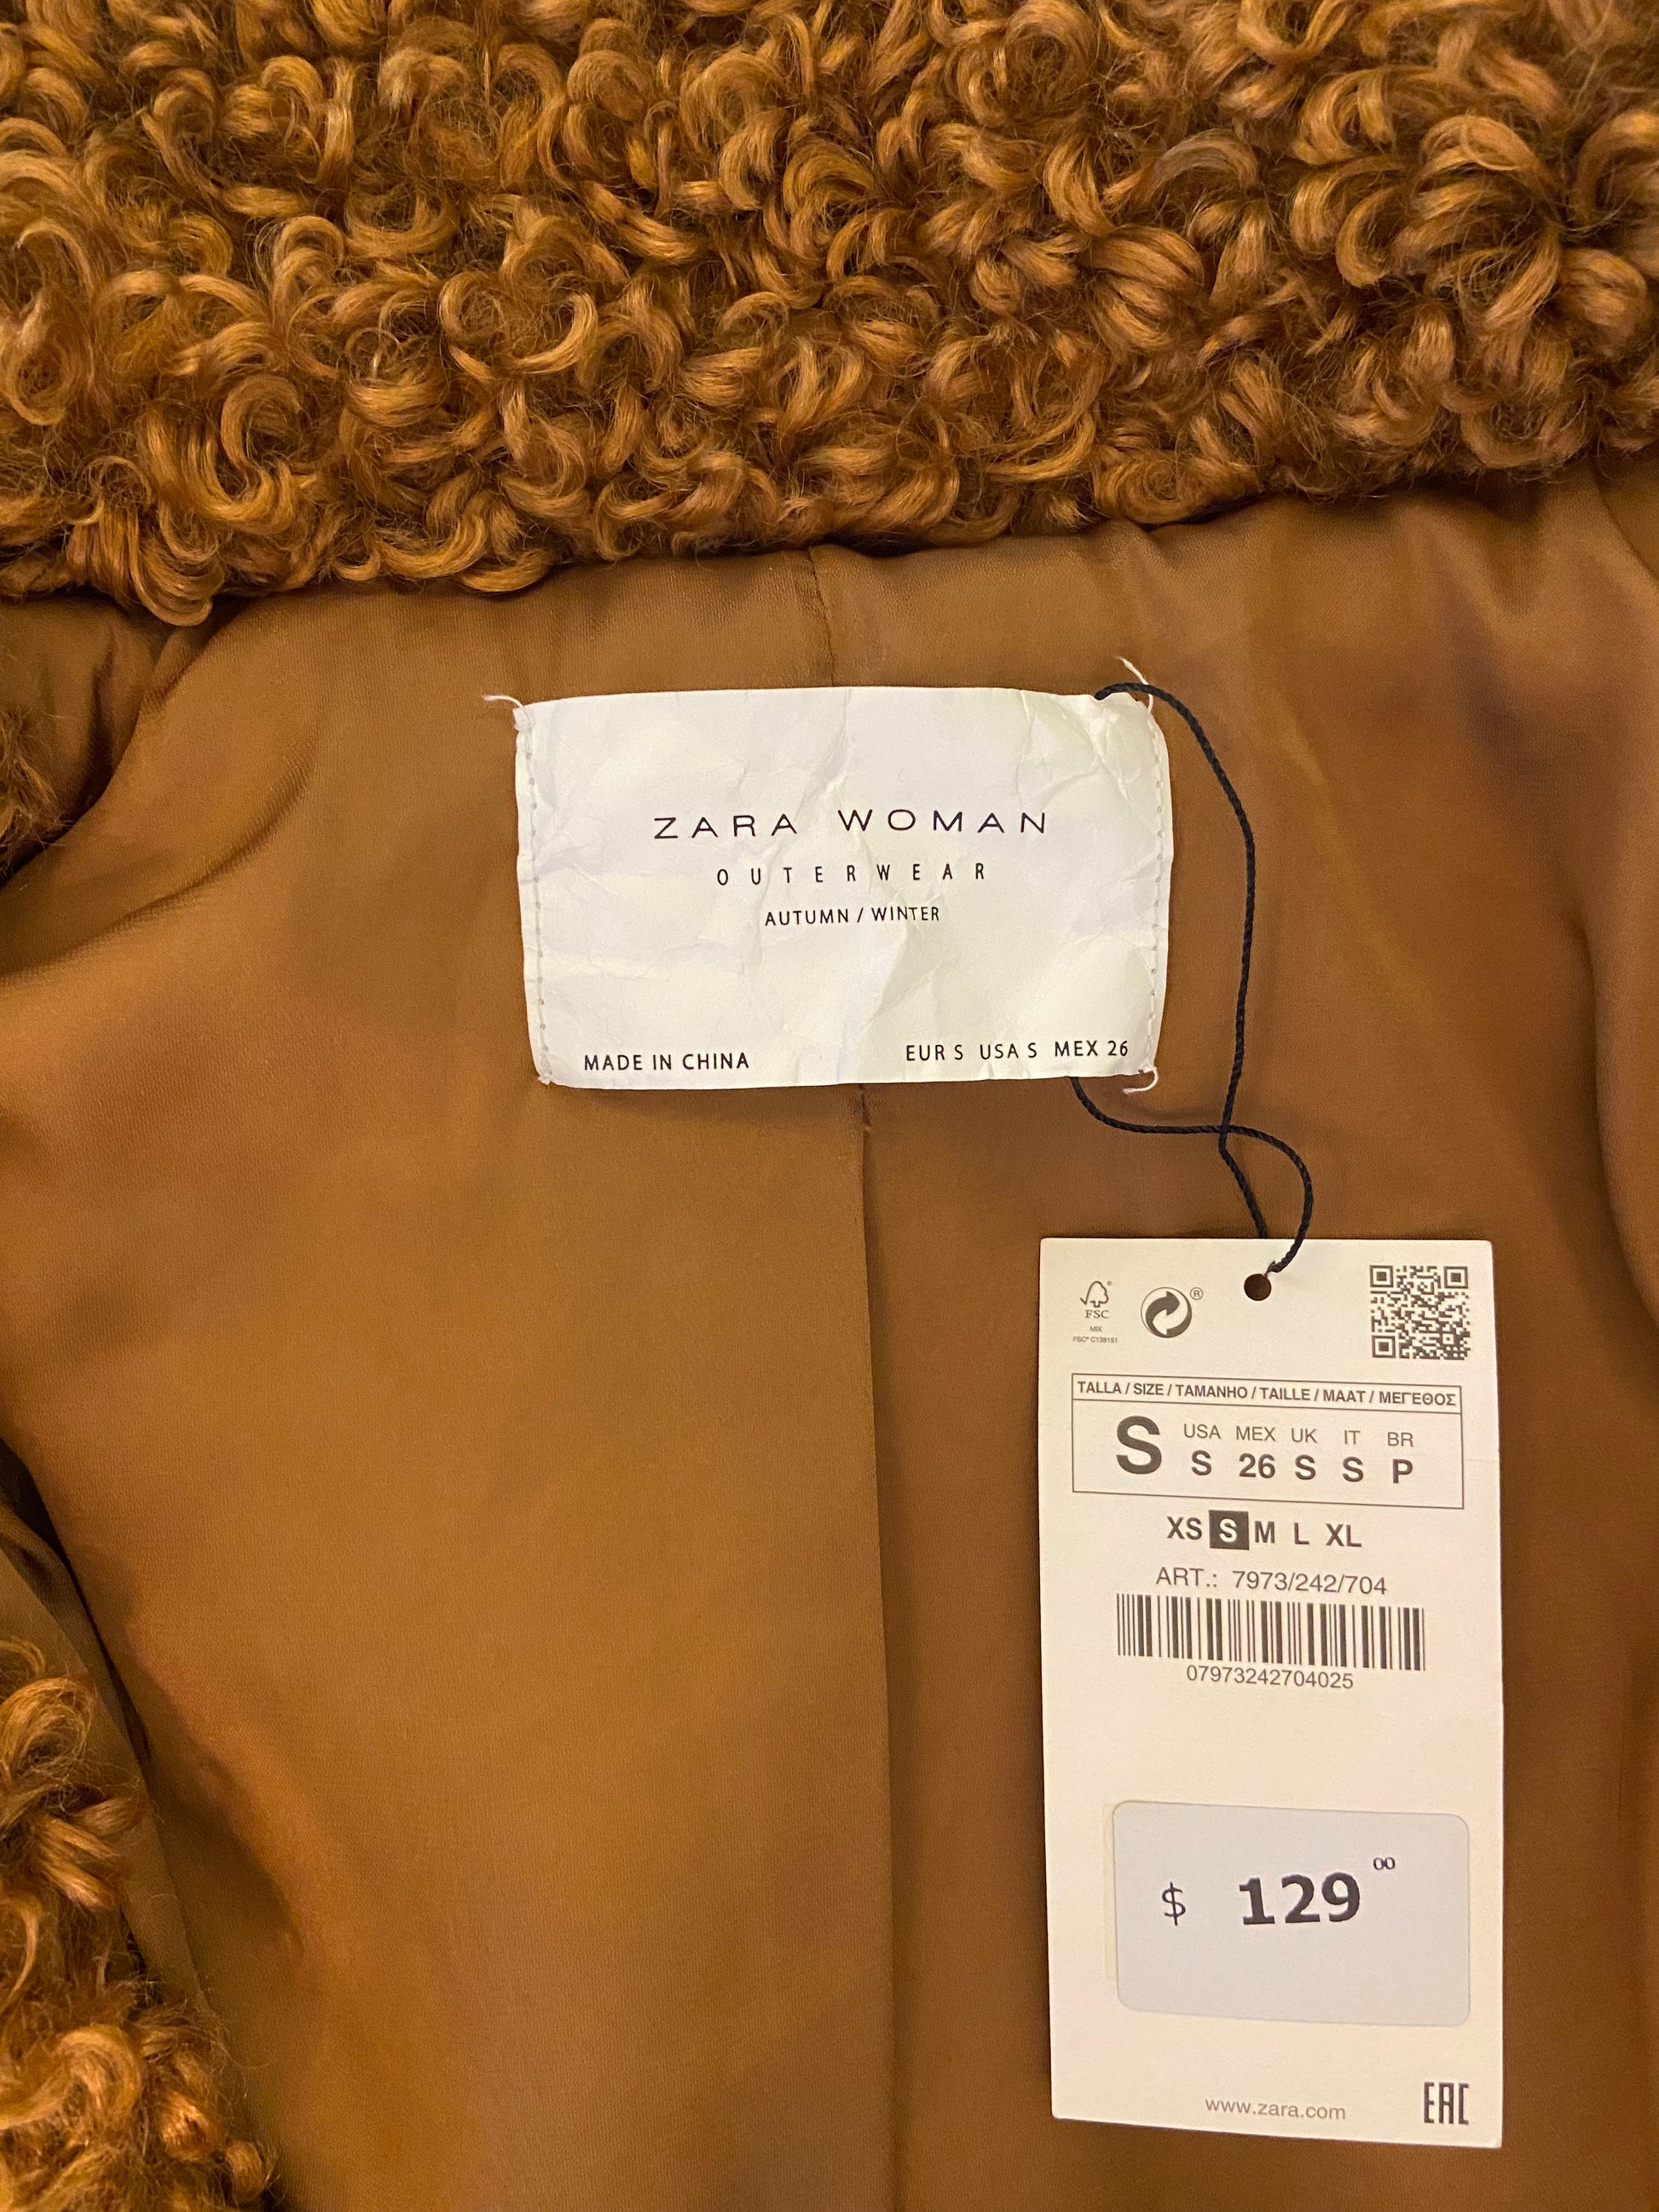 ZARA WOMAN
OUTERWEAR
AUTUMN / WINTER
MADE IN CHINA EUR S USA S MEX 26
FSC®
MIX
FSC® C138151
®
TALLA / SIZE / TAMANHO / TAILLE / MAAT / ΜΕΓΕΘΟΣ
USA MEX UK IT BR
S S 26 S S P
XS S M L XL
ART.: 7973/242/704
07973242704025
$ 129 00
www.zara.com
EAC